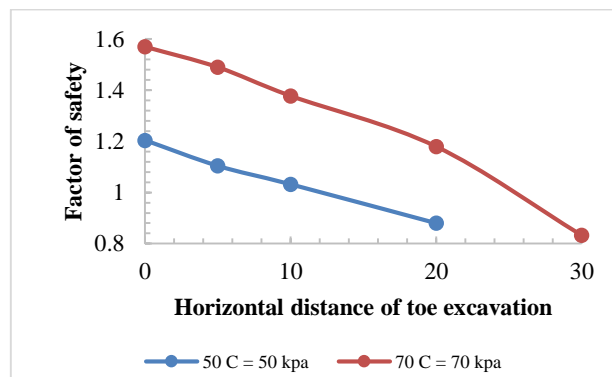 1.6
1.4
1.2
1
0.8
Factor of safety
0
10
20
30
Horizontal distance of toe excavation
50 C = 50 kpa
70 C = 70 kpa